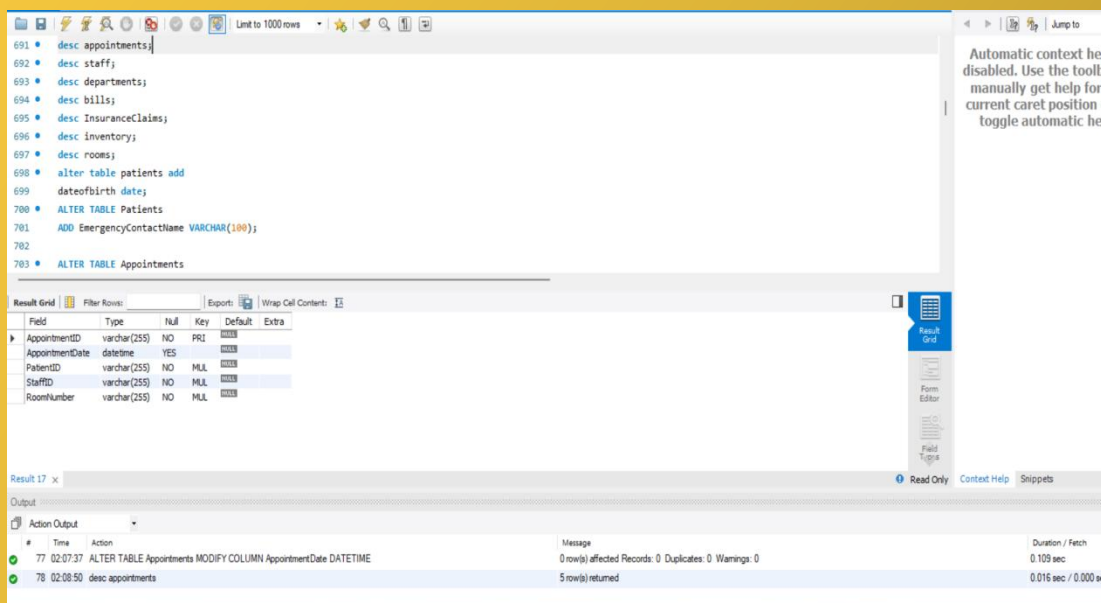 Limit to 1000 rows
Jump to
691 desc appointments;
692 desc staff;
693 desc departments;
694 desc bills;
695 desc InsuranceClaims;
696 desc inventory;
697 desc rooms;
698 alter table patients add
699 dateofbirth date;
700 ALTER TABLE Patients
701 ADD EmergencyContactName VARCHAR(100);
702
703 ALTER TABLE Appointments
Automatic context he
disabled. Use the toolb
manually get help for
current caret position
toggle automatic he
Result Grid Filter Rows: Export: Wrap Cell Content:
Field Type Null Key Default Extra
AppointmentID varchar(255) NO PRI NULL
AppointmentDate datetime YES NULL
PatientID varchar(255) NO MUL NULL
StaffID varchar(255) NO MUL NULL
RoomNumber varchar(255) NO MUL NULL
Result
Grid
Form
Editor
Field
Types
Result 17 Read Only Context Help Snippets
Output
Action Output
# Time Action Message Duration / Fetch
77 02:07:37 ALTER TABLE Appointments MODIFY COLUMN AppointmentDate DATETIME 0 row(s) affected Records: 0 Duplicates: 0 Warnings: 0 0.109 sec
78 02:08:50 desc appointments 5 row(s) returned 0.016 sec / 0.000 s